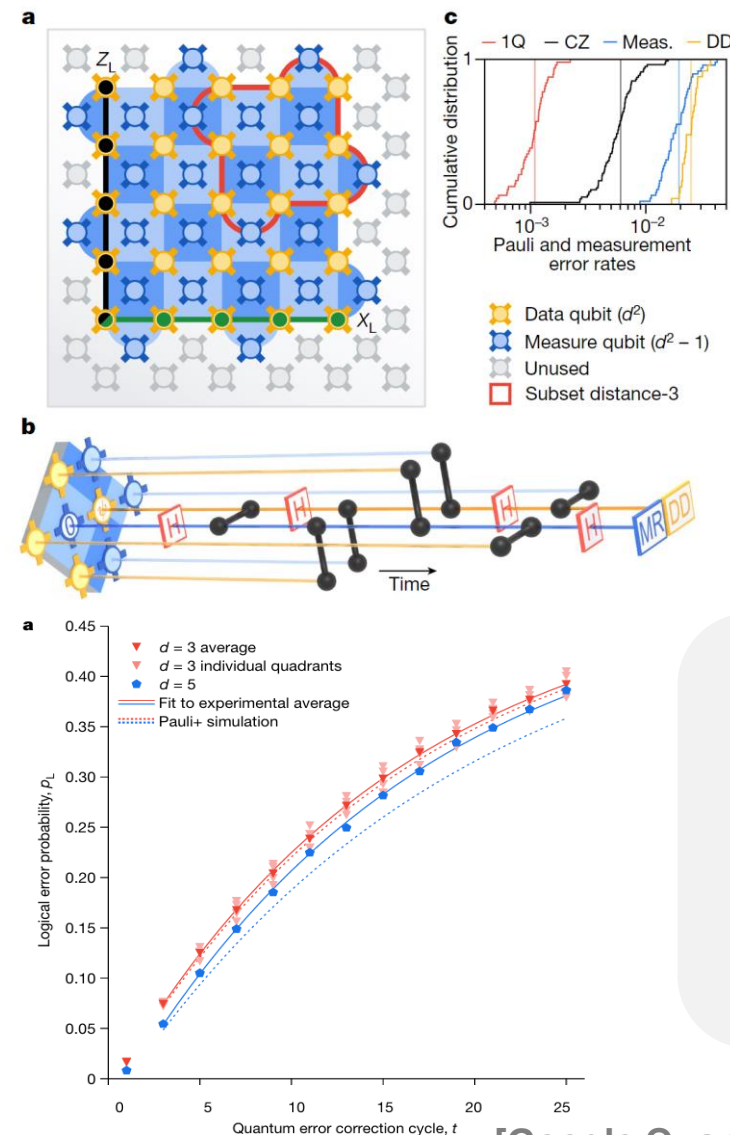 a
Z_L
X_L
c
1Q CZ Meas. DD
Cumulative distribution
1
0
10⁻³ 10⁻²
Pauli and measurement
error rates
Data qubit (d²)
Measure qubit (d² – 1)
Unused
Subset distance-3
b
H
H
H
H
MR
DD
Time
a
0.45
0.40
0.35
0.30
0.25
0.20
0.15
0.10
0.05
0
d = 3 average
d = 3 individual quadrants
d = 5
Fit to experimental average
Pauli+ simulation
Logical error probability, p_L
0 5 10 15 20 25
Quantum error correction cycle, t